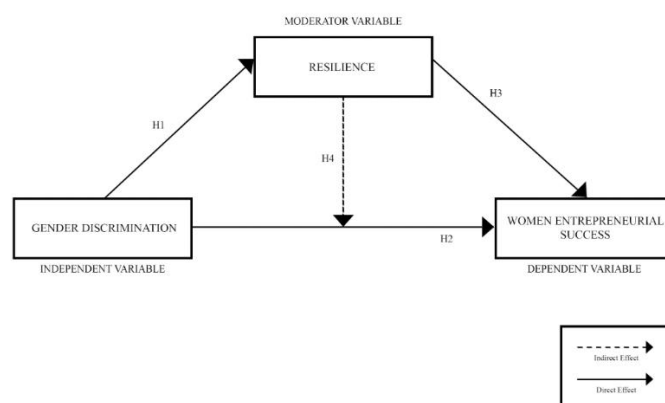 MODERATOR VARIABLE
RESILIENCE
H1
H3
H4
GENDER DISCRIMINATION
WOMEN ENTREPRENEURIAL
SUCCESS
H2
INDEPENDENT VARIABLE
DEPENDENT VARIABLE
Indirect Effect
Direct Effect